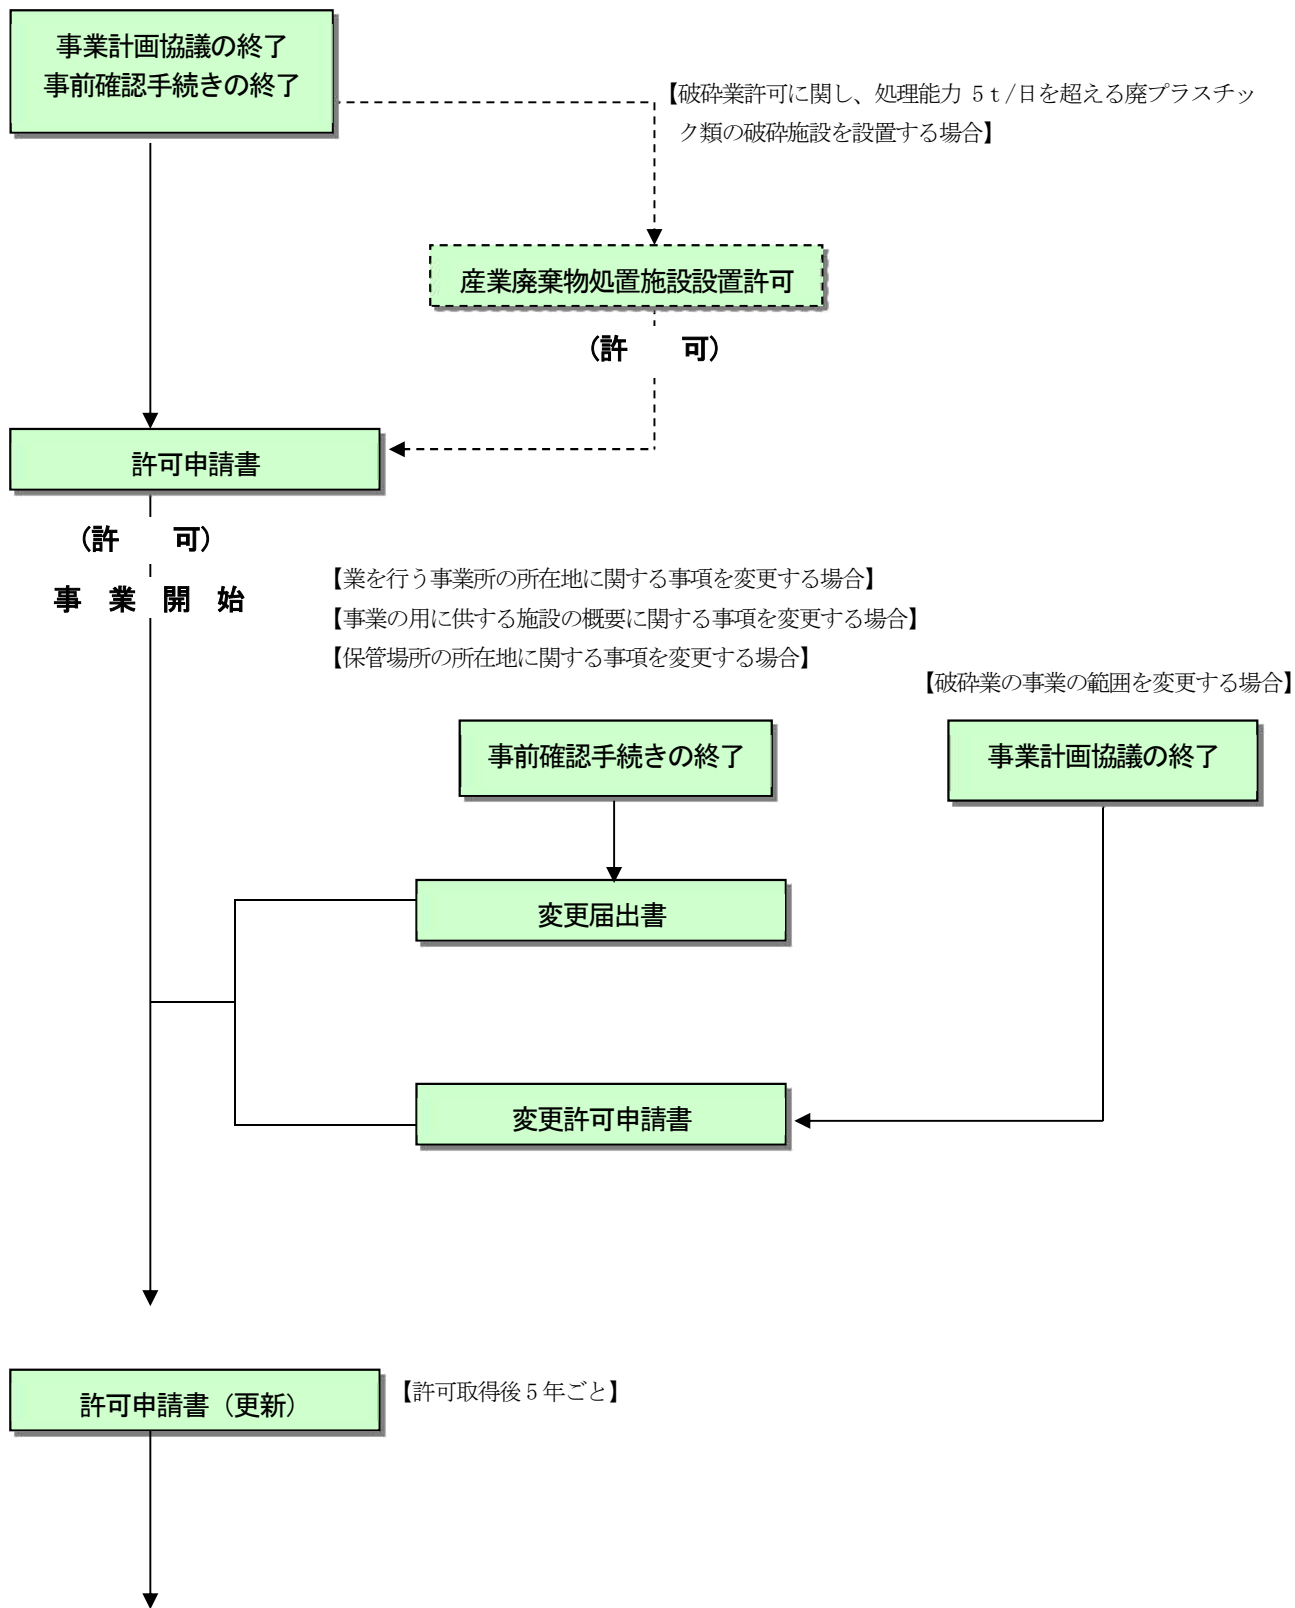 事業計画協議の終了
事前確認手続きの終了
【破砕業許可に関し、処理能力 5ｔ/日を超える廃プラスチッ
ク類の破砕施設を設置する場合】
産業廃棄物処置施設設置許可
（許　　可）
許可申請書
（許　　可）
事　業　開　始
【業を行う事業所の所在地に関する事項を変更する場合】
【事業の用に供する施設の概要に関する事項を変更する場合】
【保管場所の所在地に関する事項を変更する場合】
【破砕業の事業の範囲を変更する場合】
事前確認手続きの終了
事業計画協議の終了
変更届出書
変更許可申請書
許可申請書（更新）
【許可取得後５年ごと】